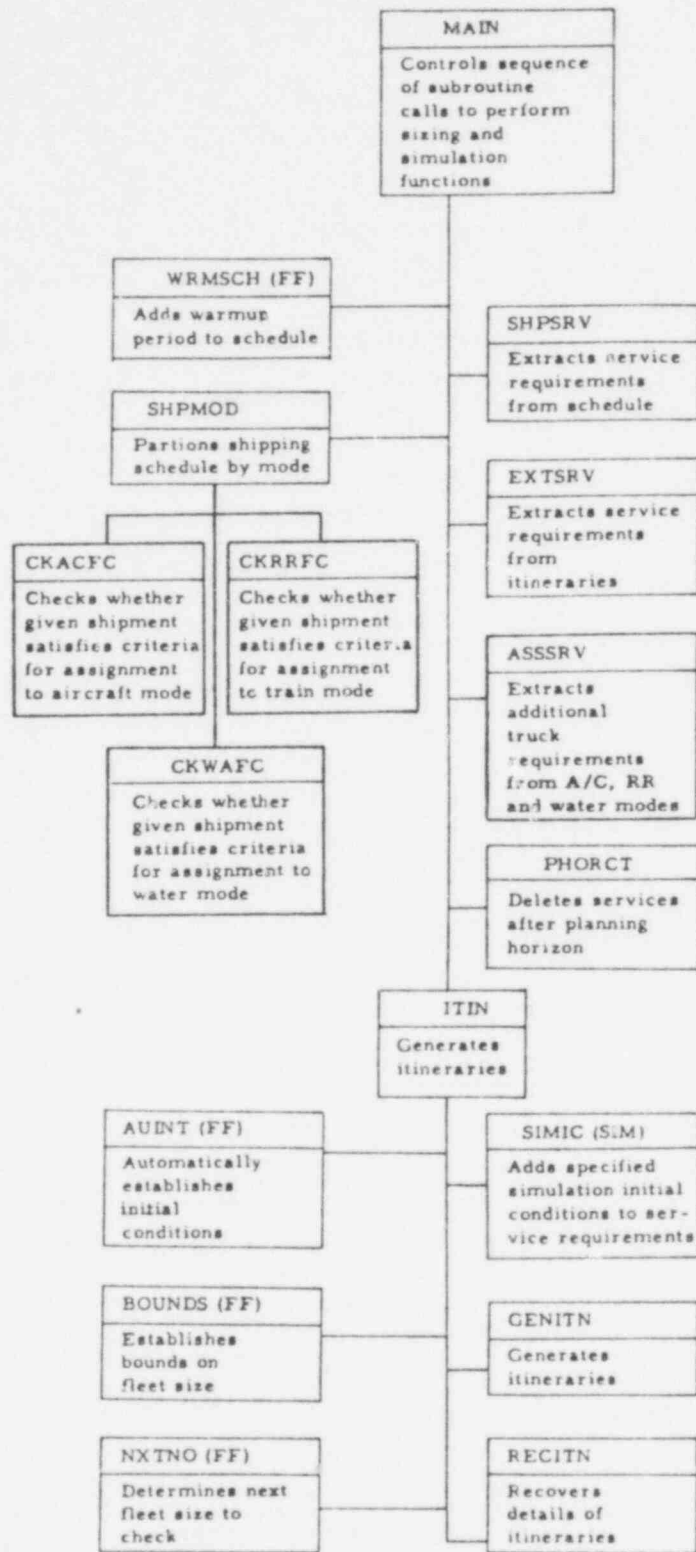 MAIN
Controls sequence
of subroutine
calls to perform
sizing and
simulation
functions
WRMSCH (FF)
Adds warmup
period to schedule
SHPSRV
Extracts service
requirements
from schedule
SHPMOD
Partions shipping
schedule by mode
EXTSRV
Extracts service
requirements
from
itineraries
CKACFC
Checks whether
given shipment
satisfies criteria
for assignment
to aircraft mode
CKRRFC
Checks whether
given shipment
satisfies criteria
for assignment
to train mode
ASSSRV
Extracts
additional
truck
requirements
from A/C, RR
and water modes
CKWAFC
Checks whether
given shipment
satisfies criteria
for assignment to
water mode
PHORCT
Deletes services
after planning
horizon
ITIN
Generates
itineraries
AUINT (FF)
Automatically
establishes
initial
conditions
SIMIC (SIM)
Adds specified
simulation initial
conditions to ser-
vice requirements
BOUNDS (FF)
Establishes
bounds on
fleet size
GENITN
Generates
itineraries
NXTNO (FF)
Determines next
fleet size to
check
RECITN
Recovers
details of
itineraries